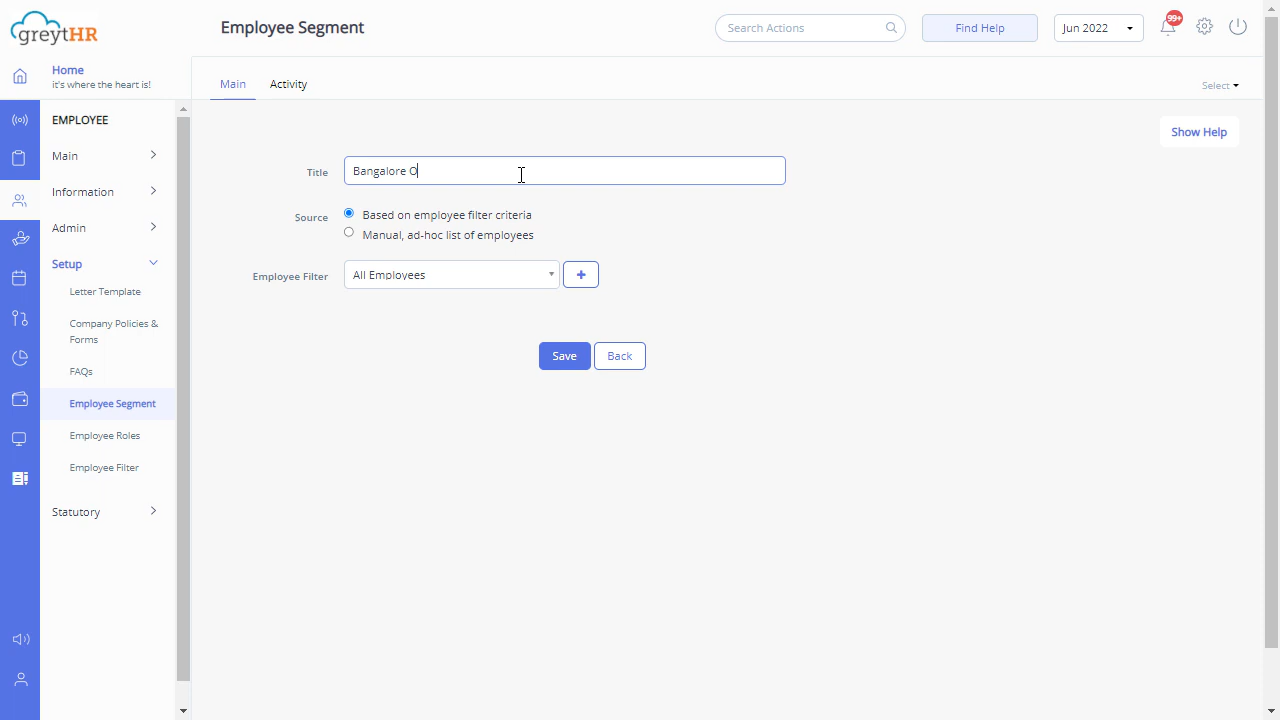 greytHR
Employee Segment
Search Actions
Find Help
Jun 2022
99+
Home
it's where the heart is!
Main
Activity
Select
EMPLOYEE
Main
Information
Admin
Setup
Letter Template
Company Policies &
Forms
FAQs
Employee Segment
Employee Roles
Employee Filter
Statutory
Show Help
Title
Bangalore O
Source
Based on employee filter criteria
Manual, ad-hoc list of employees
Employee Filter
All Employees
+
Save
Back